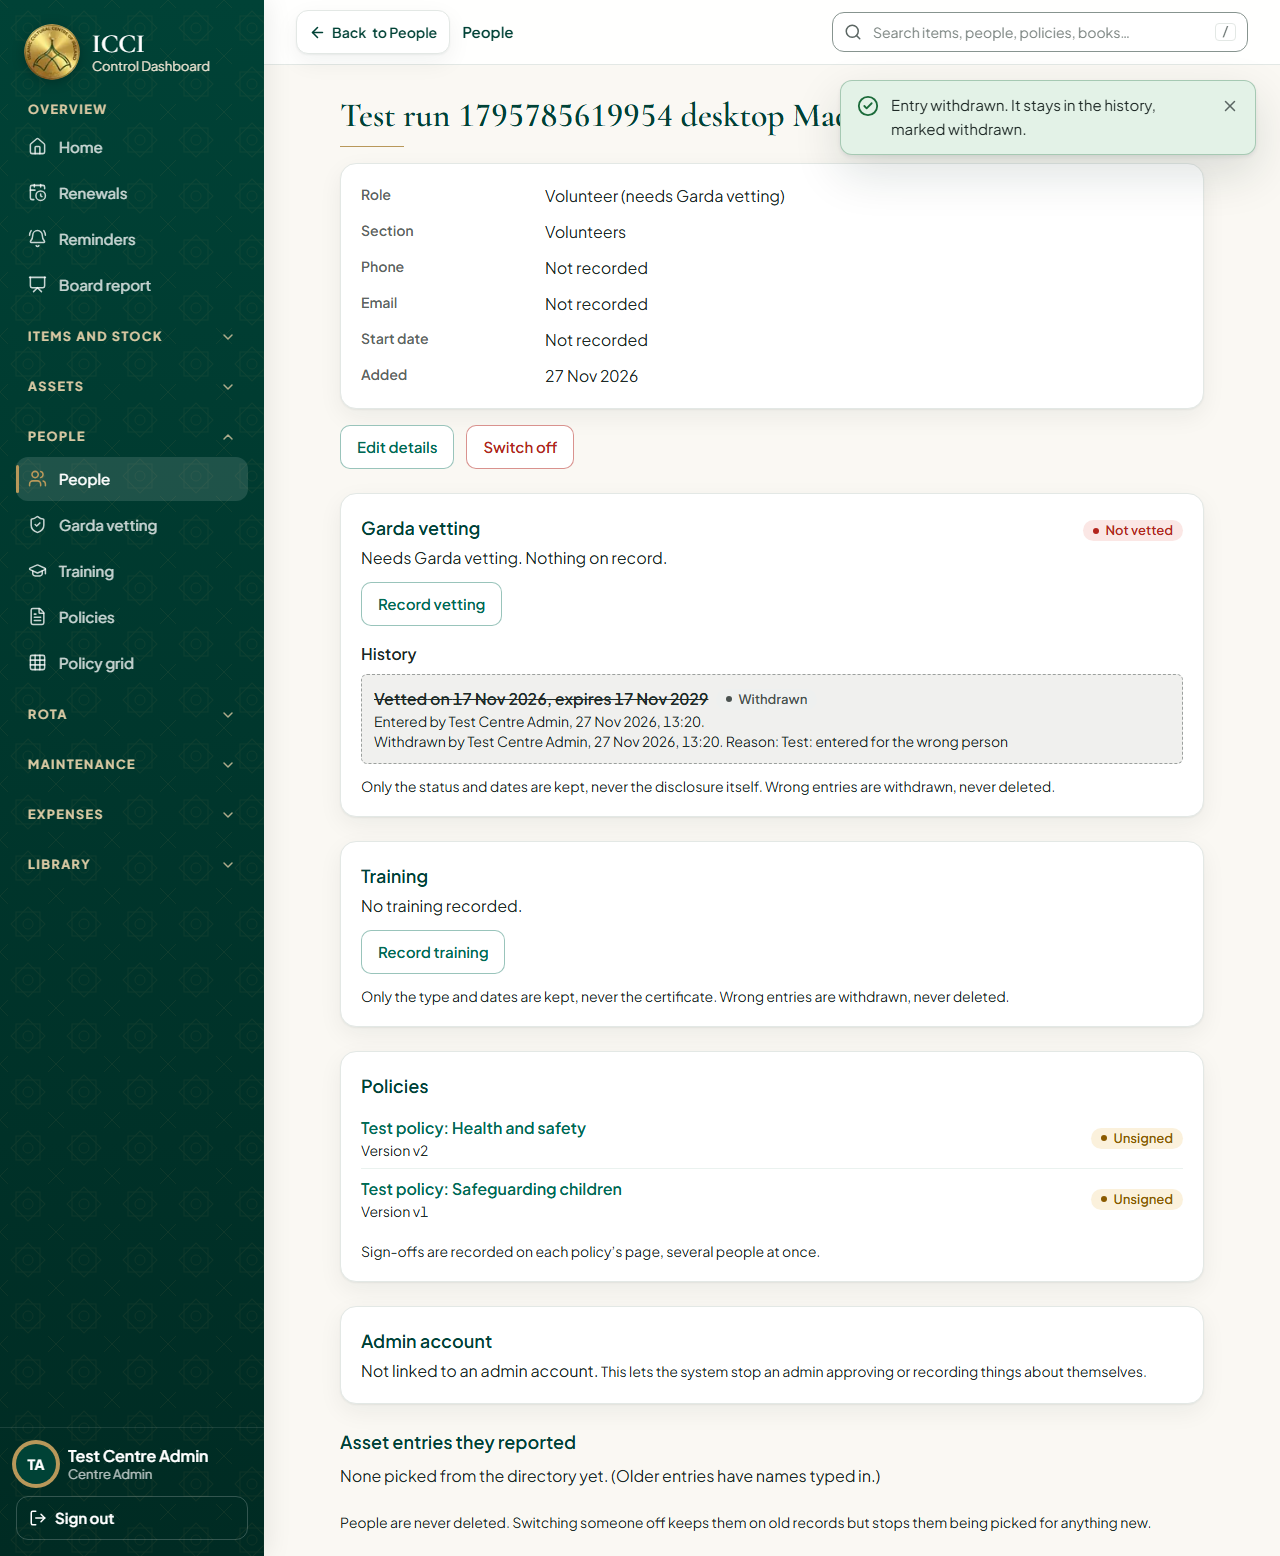 ICCI
Control Dashboard
OVERVIEW
Home
Renewals
Reminders
Board report
ITEMS AND STOCK
ASSETS
PEOPLE
People
Garda vetting
Training
Policies
Policy grid
ROTA
MAINTENANCE
EXPENSES
LIBRARY
TA
Test Centre Admin
Centre Admin
Sign out
Back to People
People
Search items, people, policies, books…
/
Entry withdrawn. It stays in the history,
marked withdrawn.
Test run 1795785619954 desktop
Role
Volunteer (needs Garda vetting)
Section
Volunteers
Phone
Not recorded
Email
Not recorded
Start date
Not recorded
Added
27 Nov 2026
Edit details
Switch off
Garda vetting
Not vetted
Needs Garda vetting. Nothing on record.
Record vetting
History
Vetted on 17 Nov 2026, expires 17 Nov 2029
Withdrawn
Entered by Test Centre Admin, 27 Nov 2026, 13:20.
Withdrawn by Test Centre Admin, 27 Nov 2026, 13:20. Reason: Test: entered for the wrong person
Only the status and dates are kept, never the disclosure itself. Wrong entries are withdrawn, never deleted.
Training
No training recorded.
Record training
Only the type and dates are kept, never the certificate. Wrong entries are withdrawn, never deleted.
Policies
Test policy: Health and safety
Version v2
Unsigned
Test policy: Safeguarding children
Version v1
Unsigned
Sign-offs are recorded on each policy's page, several people at once.
Admin account
Not linked to an admin account. This lets the system stop an admin approving or recording things about themselves.
Asset entries they reported
None picked from the directory yet. (Older entries have names typed in.)
People are never deleted. Switching someone off keeps them on old records but stops them being picked for anything new.